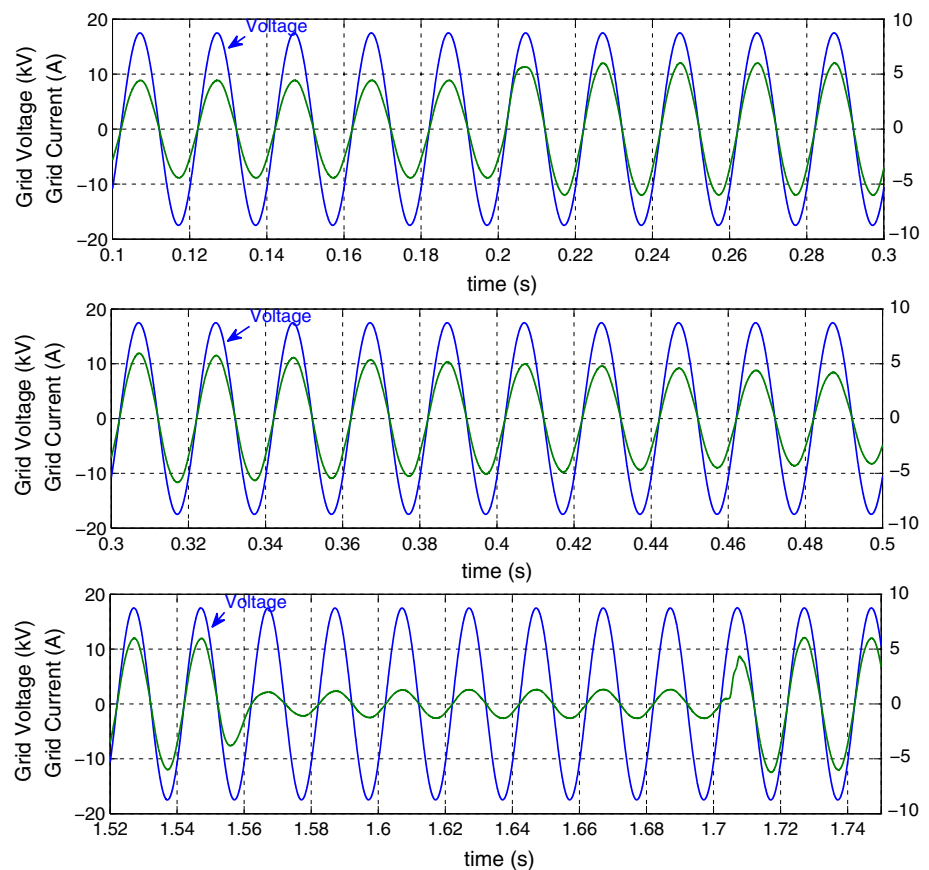 Grid Voltage (kV)
Grid Current (A)
20
10
0
−10
−20
10
5
0
−5
−10
Voltage
0.1 0.12 0.14 0.16 0.18 0.2 0.22 0.24 0.26 0.28 0.3
time (s)
Grid Voltage (kV)
Grid Current (A)
20
10
0
−10
−20
10
5
0
−5
−10
Voltage
0.3 0.32 0.34 0.36 0.38 0.4 0.42 0.44 0.46 0.48 0.5
time (s)
Grid Voltage (kV)
Grid Current (A)
20
10
0
−10
−20
10
5
0
−5
−10
Voltage
1.52 1.54 1.56 1.58 1.6 1.62 1.64 1.66 1.68 1.7 1.72 1.74
time (s)